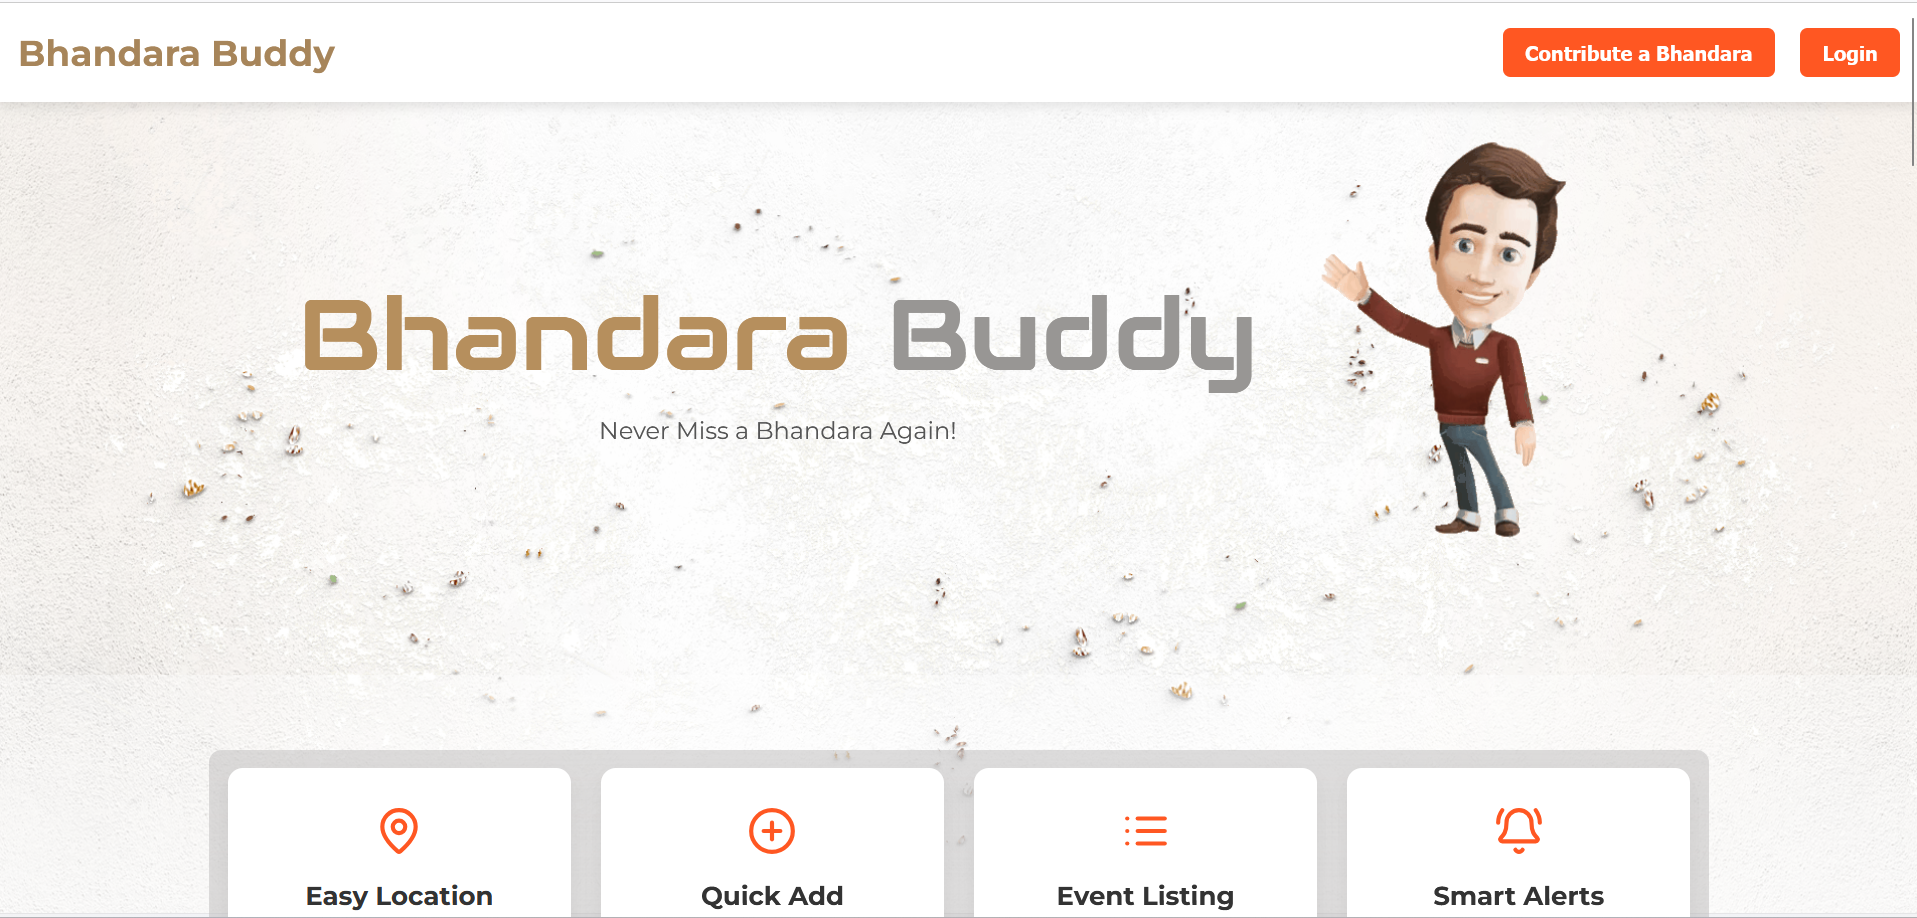 Bhandara Buddy
Contribute a Bhandara
Login
Bhandara Buddy
Never Miss a Bhandara Again!
Easy Location
Quick Add
Event Listing
Smart Alerts